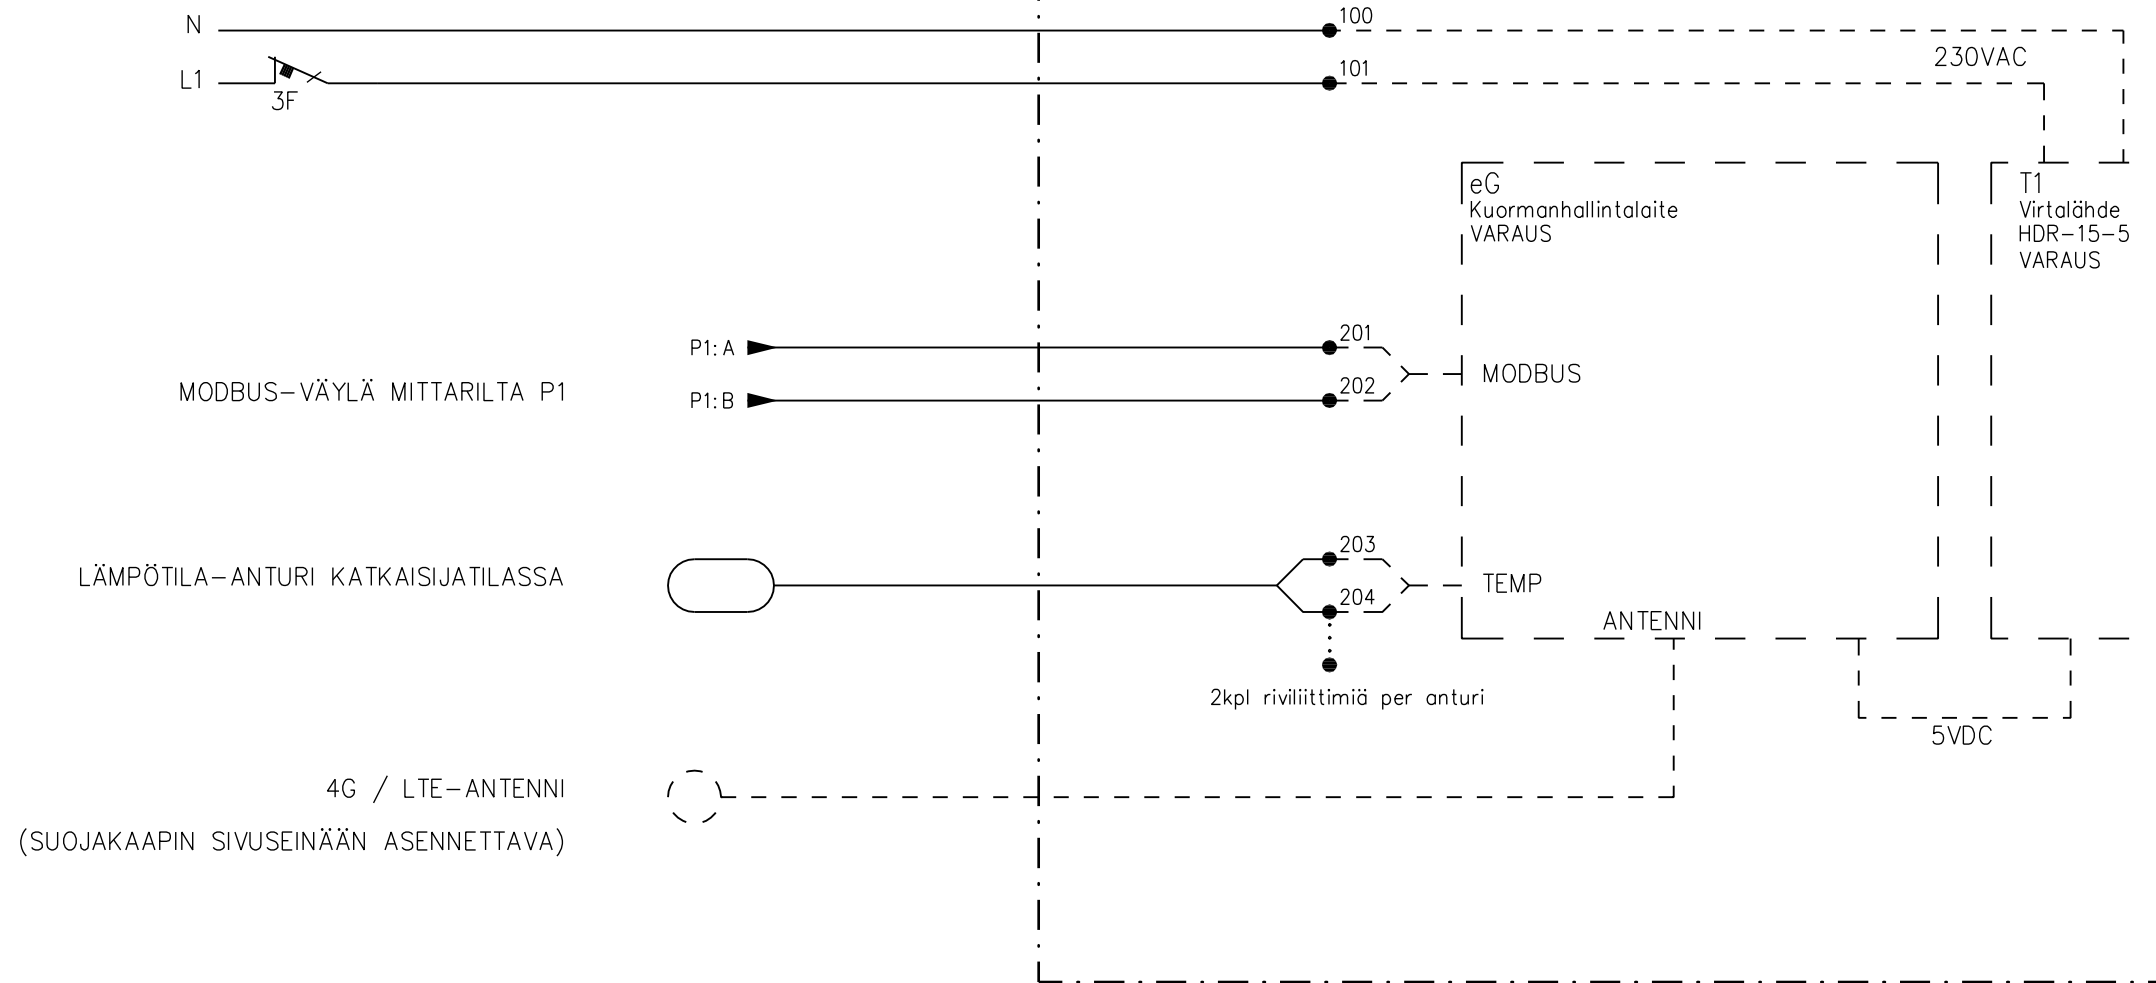 N
100
L1
3F
101
230VAC
eG
Kuormanhallintalaite
VARAUS
T1
Virtalähde
HDR-15-5
VARAUS
MODBUS-VÄYLÄ MITTARILTA P1
P1:A
201
P1:B
202
MODBUS
LÄMPÖTILA-ANTURI KATKAISIJATILASSA
203
204
TEMP
ANTENNI
2kpl riviliittimiä per anturi
5VDC
4G / LTE-ANTENNI
(SUOJAKAAPIN SIVUSEINÄÄN ASENNETTAVA)